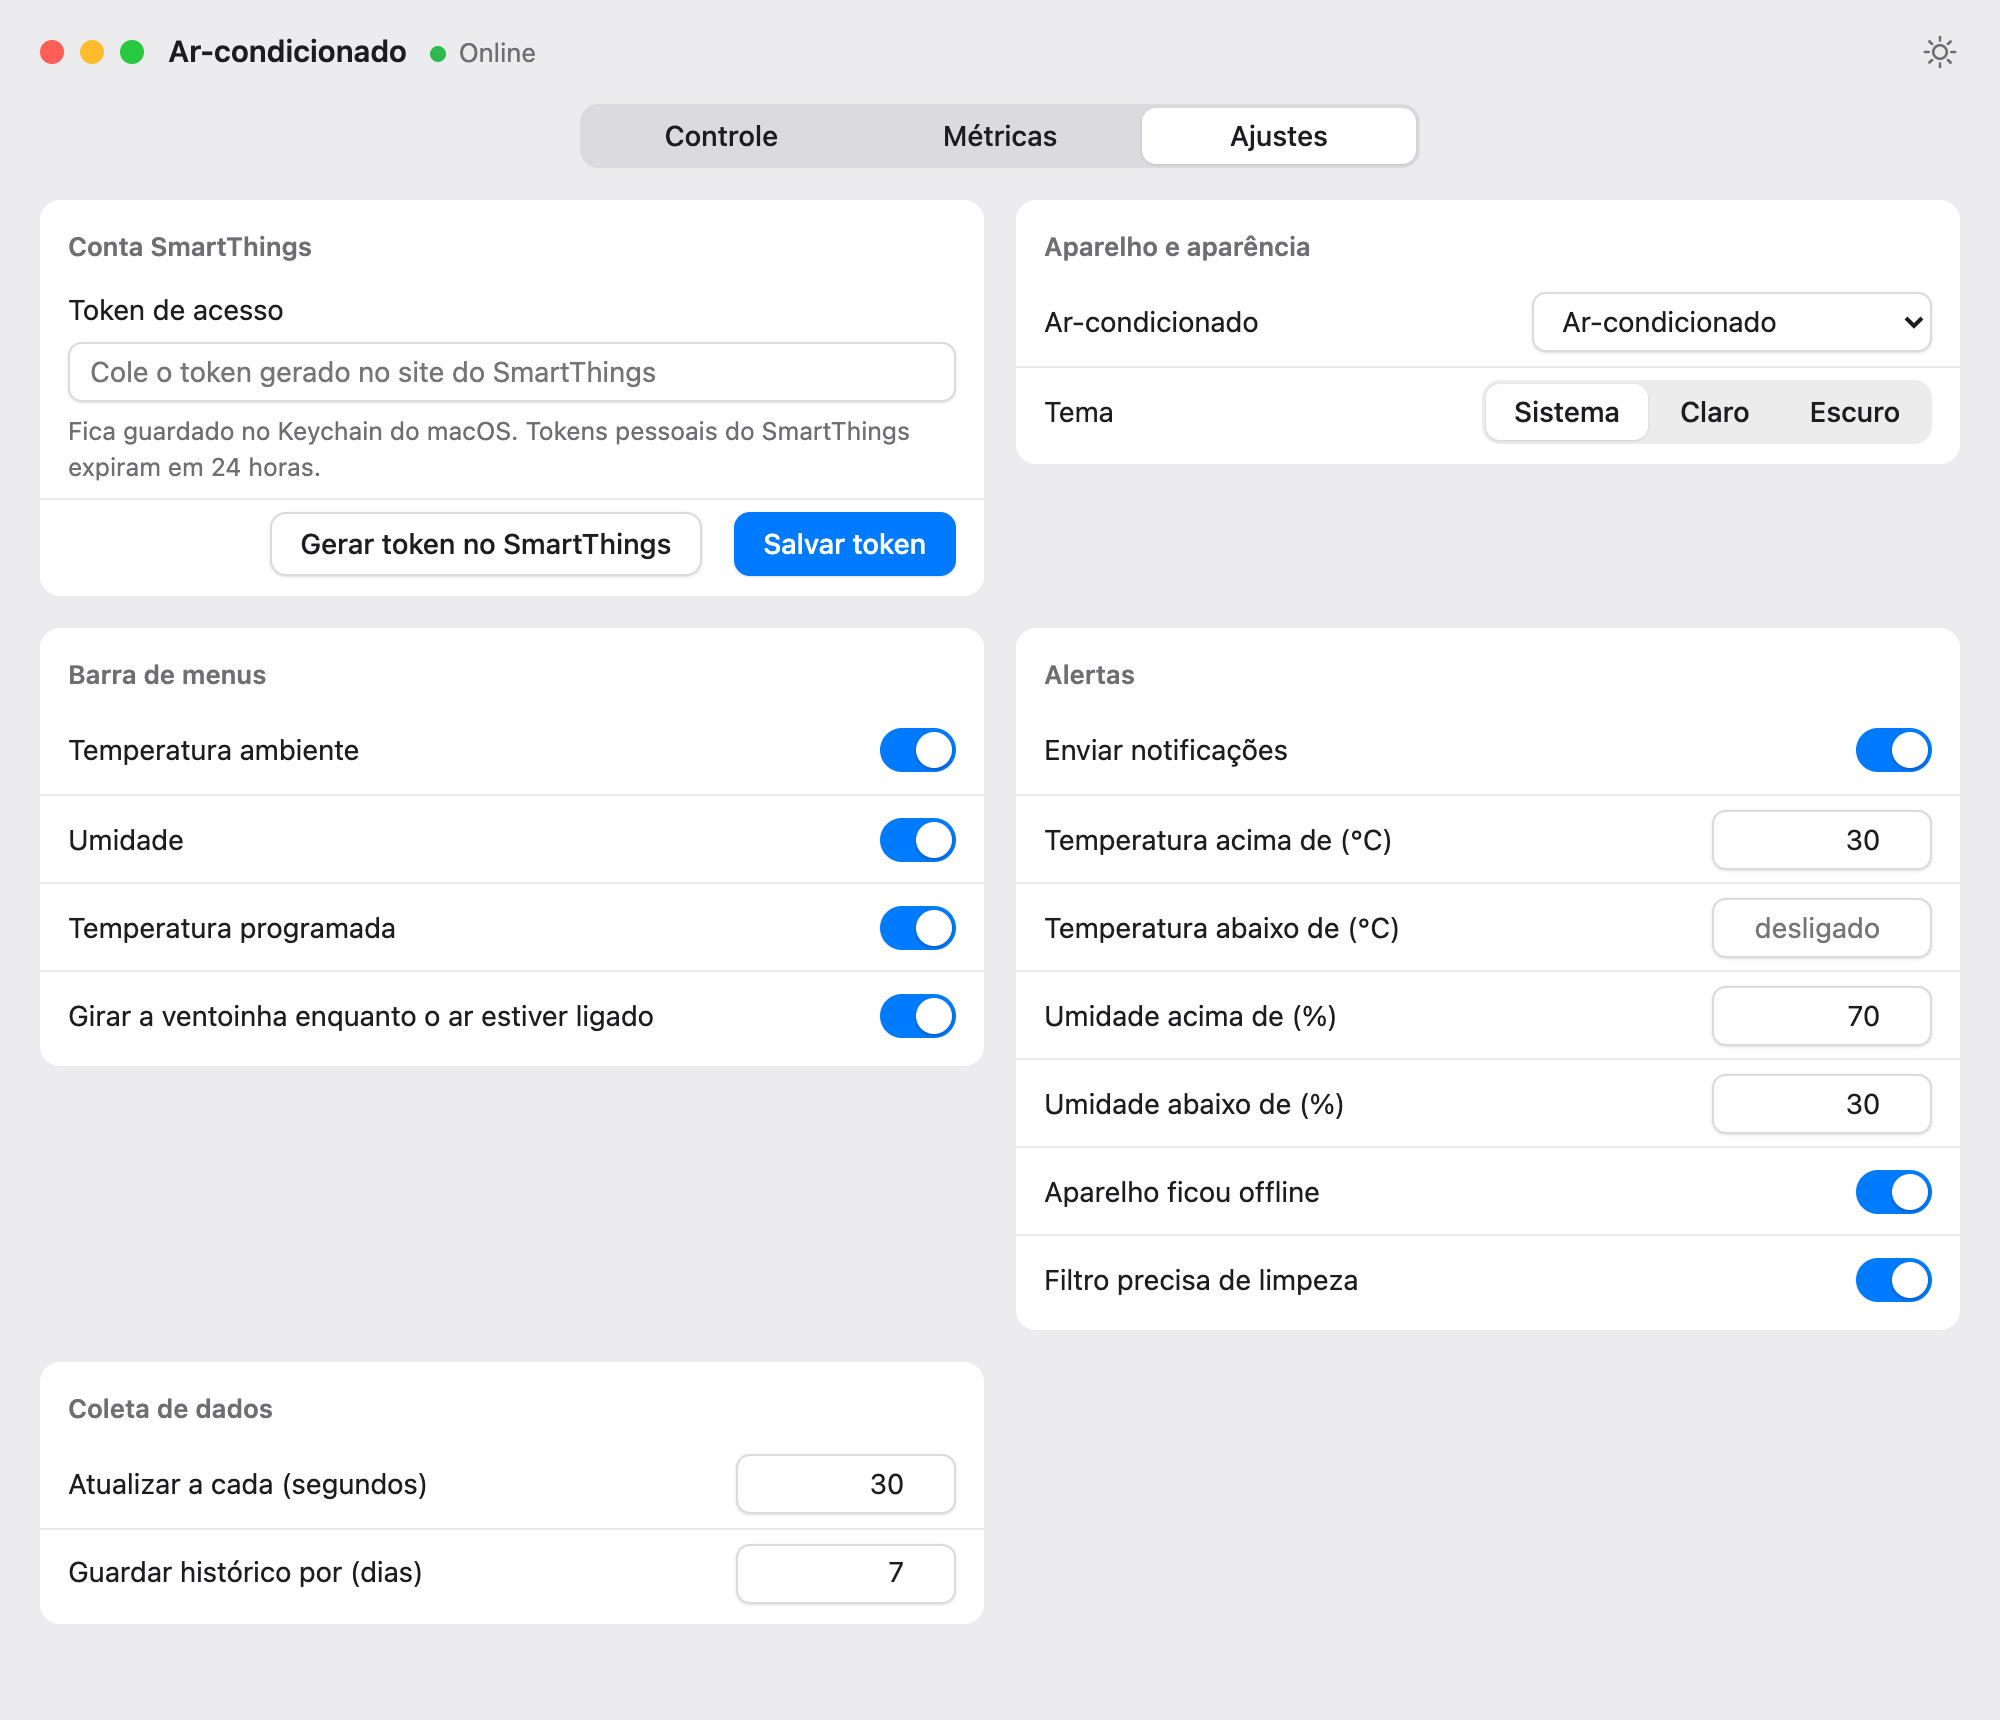 Ar-condicionado
Online
Controle
Métricas
Ajustes
Conta SmartThings
Token de acesso
Cole o token gerado no site do SmartThings
Fica guardado no Keychain do macOS. Tokens pessoais do SmartThings
expiram em 24 horas.
Gerar token no SmartThings
Salvar token
Aparelho e aparência
Ar-condicionado
Ar-condicionado
Tema
Sistema
Claro
Escuro
Barra de menus
Temperatura ambiente
Umidade
Temperatura programada
Girar a ventoinha enquanto o ar estiver ligado
Alertas
Enviar notificações
Temperatura acima de (°C)
30
Temperatura abaixo de (°C)
desligado
Umidade acima de (%)
70
Umidade abaixo de (%)
30
Aparelho ficou offline
Filtro precisa de limpeza
Coleta de dados
Atualizar a cada (segundos)
30
Guardar histórico por (dias)
7